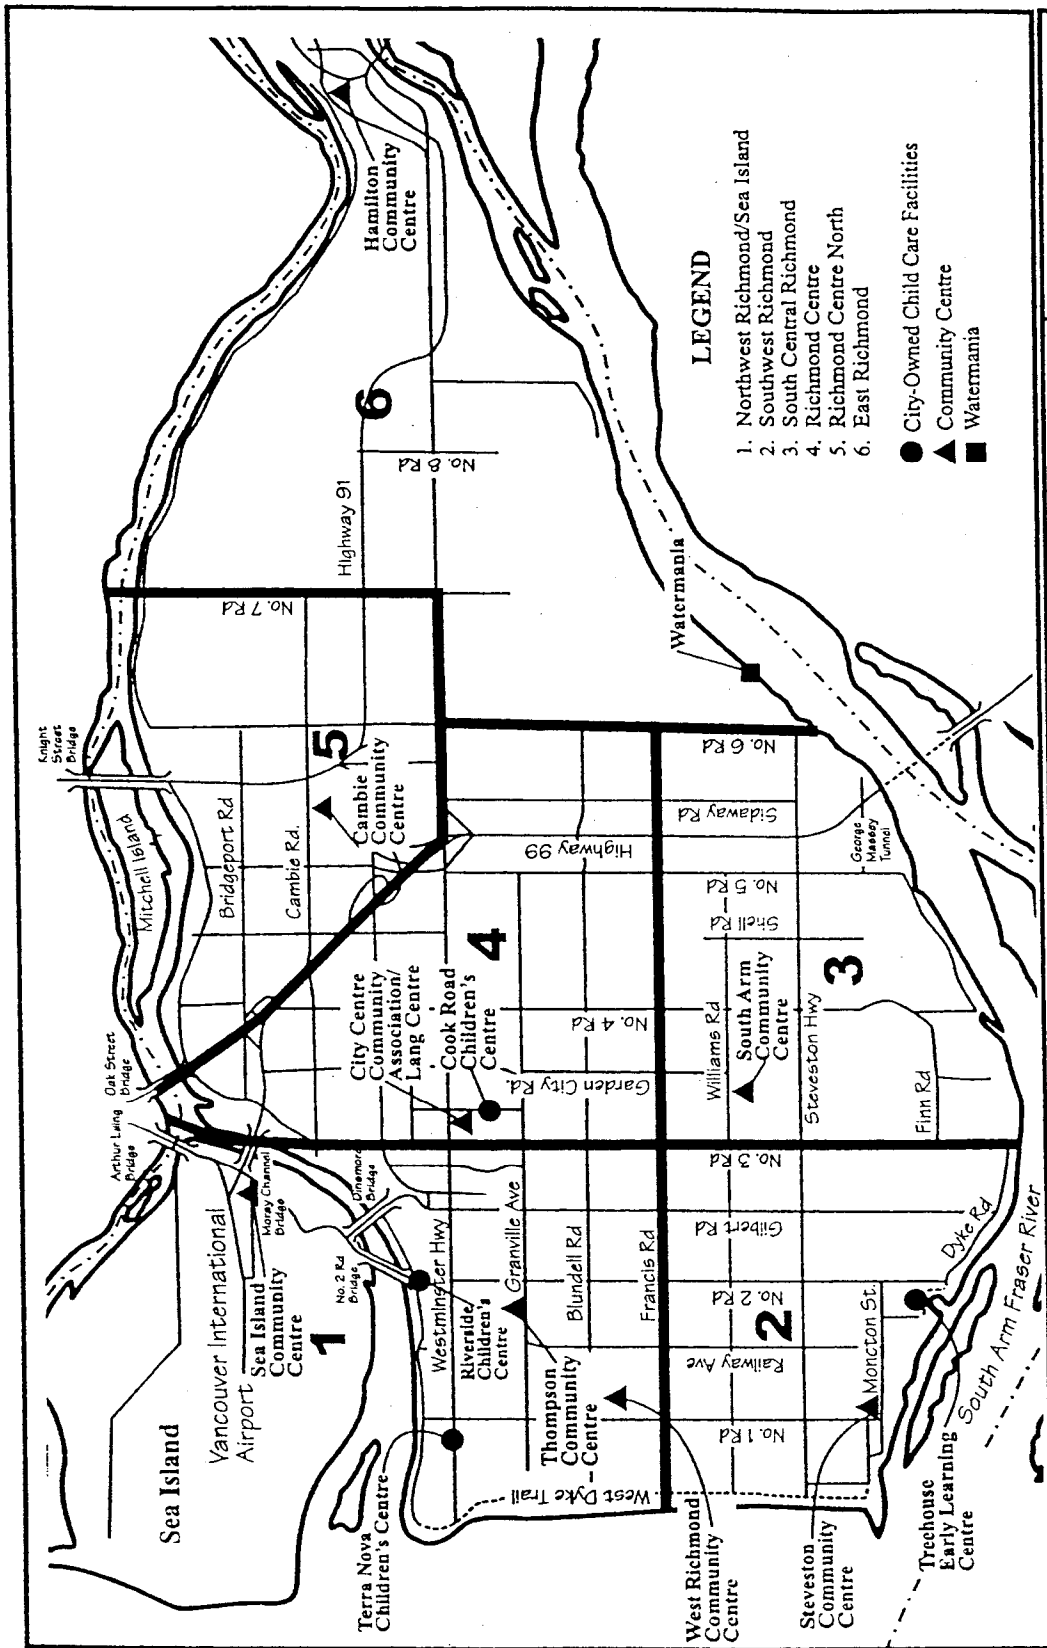 Hamilton
Community
Centre
LEGEND
1. Northwest Richmond/Sea Island
2. Southwest Richmond
3. South Central Richmond
4. Richmond Centre
5. Richmond Centre North
6. East Richmond
City-Owned Child Care Facilities
Community Centre
Watermania
6
No. 8 Rd
Highway 91
No. 7 Rd
Watermania
Knight
Street
Bridge
Mitchell Island
Bridgeport Rd
Cambie Rd.
5
Cambie
Community
Centre
No. 6 Rd
Sidaway Rd
Highway 99
George
Massey
Tunnel
No. 5 Rd
Shell Rd
4
3
Oak Street
Bridge
City Centre
Community
Association/
Lang Centre
Cook Road
Children's
Centre
No. 4 Rd
Garden City Rd.
Williams Rd
South Arm
Community
Centre
Steveston Hwy
Finn Rd
Arthur Laing
Bridge
Moray Channel
Bridge
Dinsmore
Bridge
No. 3 Rd
Gilbert Rd
Dyke Rd
No. 2 Rd
Bridge
Westminster Hwy
Granville Ave
Blundell Rd
Francis Rd
No. 2 Rd
Moncton St.
South Arm Fraser River
Vancouver International
Airport
Sea Island
Community
Centre
1
Riverside
Children's
Centre
2
Railway Ave
Thompson
Community
Centre
No. 1 Rd
Sea Island
West Dyke Trail
Terra Nova
Children's Centre
West Richmond
Community
Centre
Steveston
Community
Centre
Treehouse
Early Learning
Centre